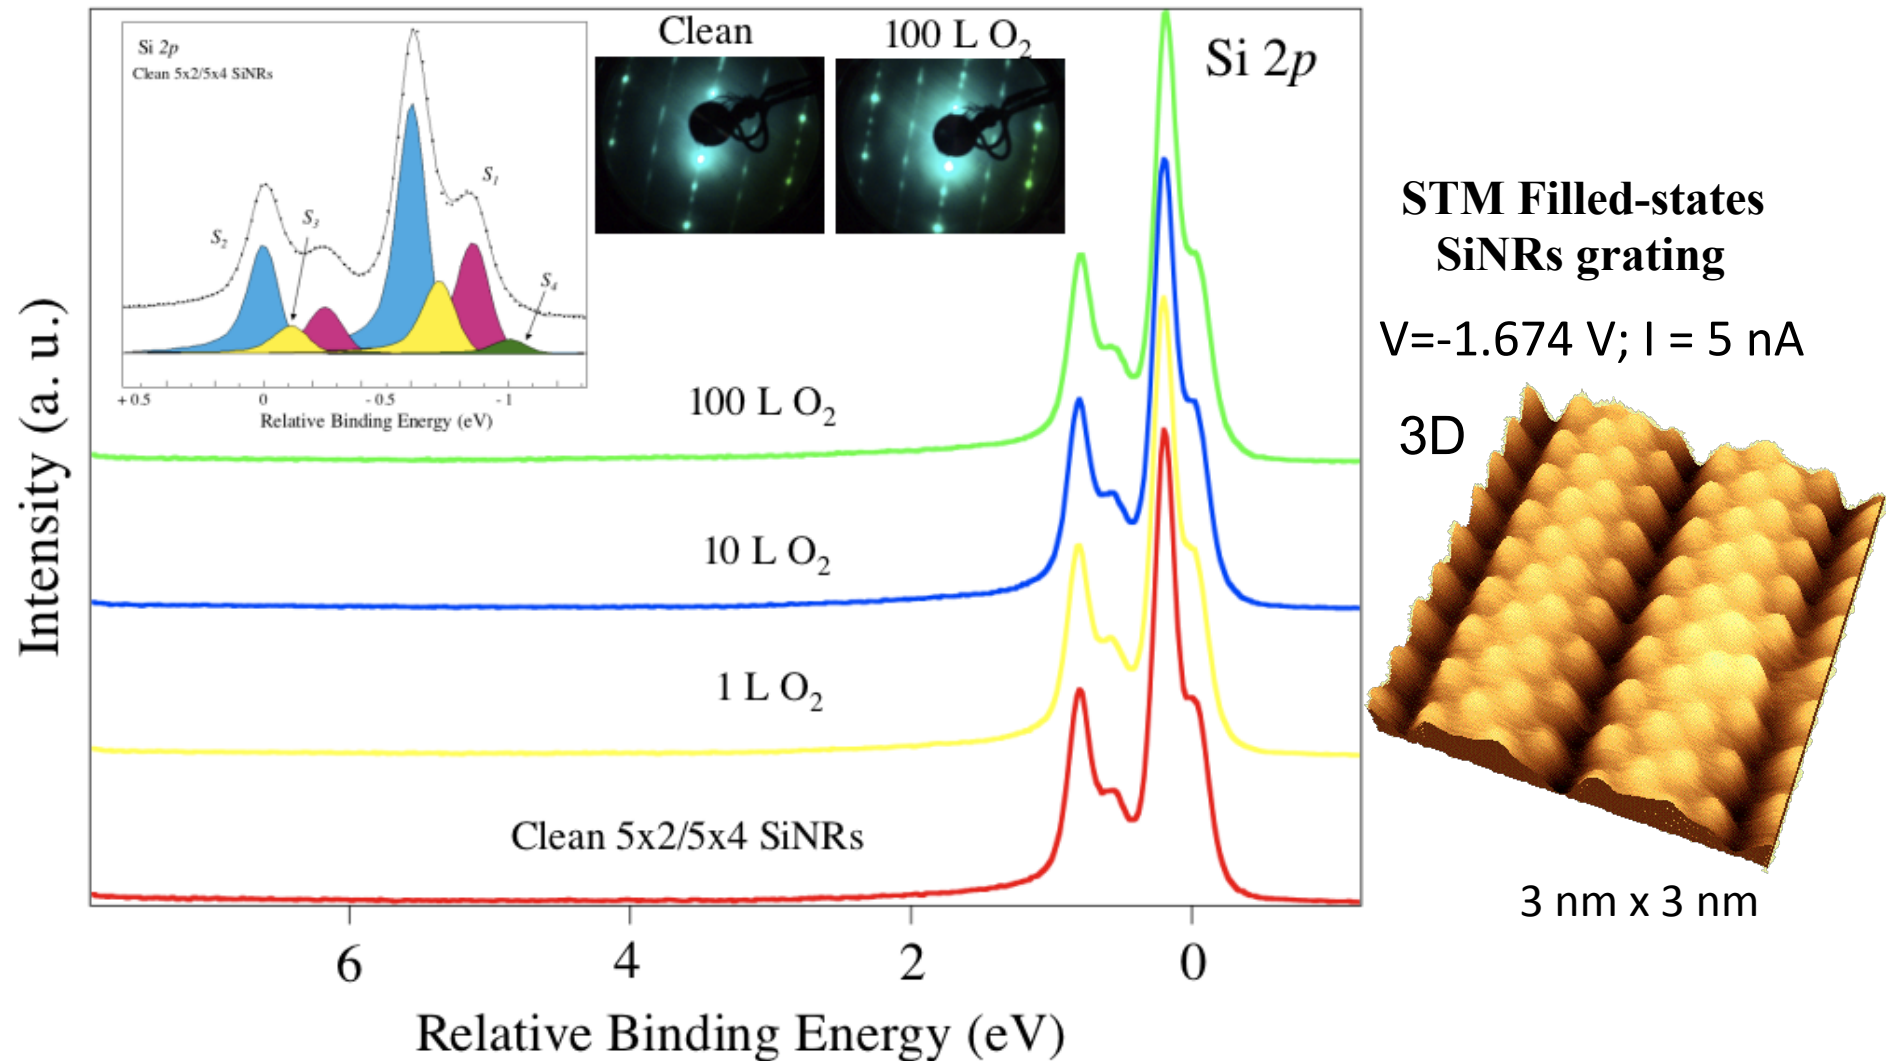 Si 2p
Clean 5x2/5x4 SiNRs
S1
S2
S3
S4
+ 0.5
0
- 0.5
- 1
Relative Binding Energy (eV)
Clean
100 L O2
Si 2p
100 L O2
10 L O2
1 L O2
Clean 5x2/5x4 SiNRs
Intensity (a. u.)
6
4
2
0
Relative Binding Energy (eV)
STM Filled-states
SiNRs grating
V=-1.674 V; I = 5 nA
3D
3 nm x 3 nm